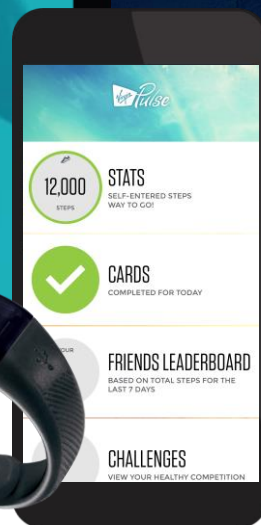 Virgin Pulse
12,000
STEPS
STATS
SELF-ENTERED STEPS
WAY TO GO!
CARDS
COMPLETED FOR TODAY
OUR
FRIENDS LEADERBOARD
BASED ON TOTAL STEPS FOR THE
LAST 7 DAYS
CHALLENGES
VIEW YOUR HEALTHY COMPETITION